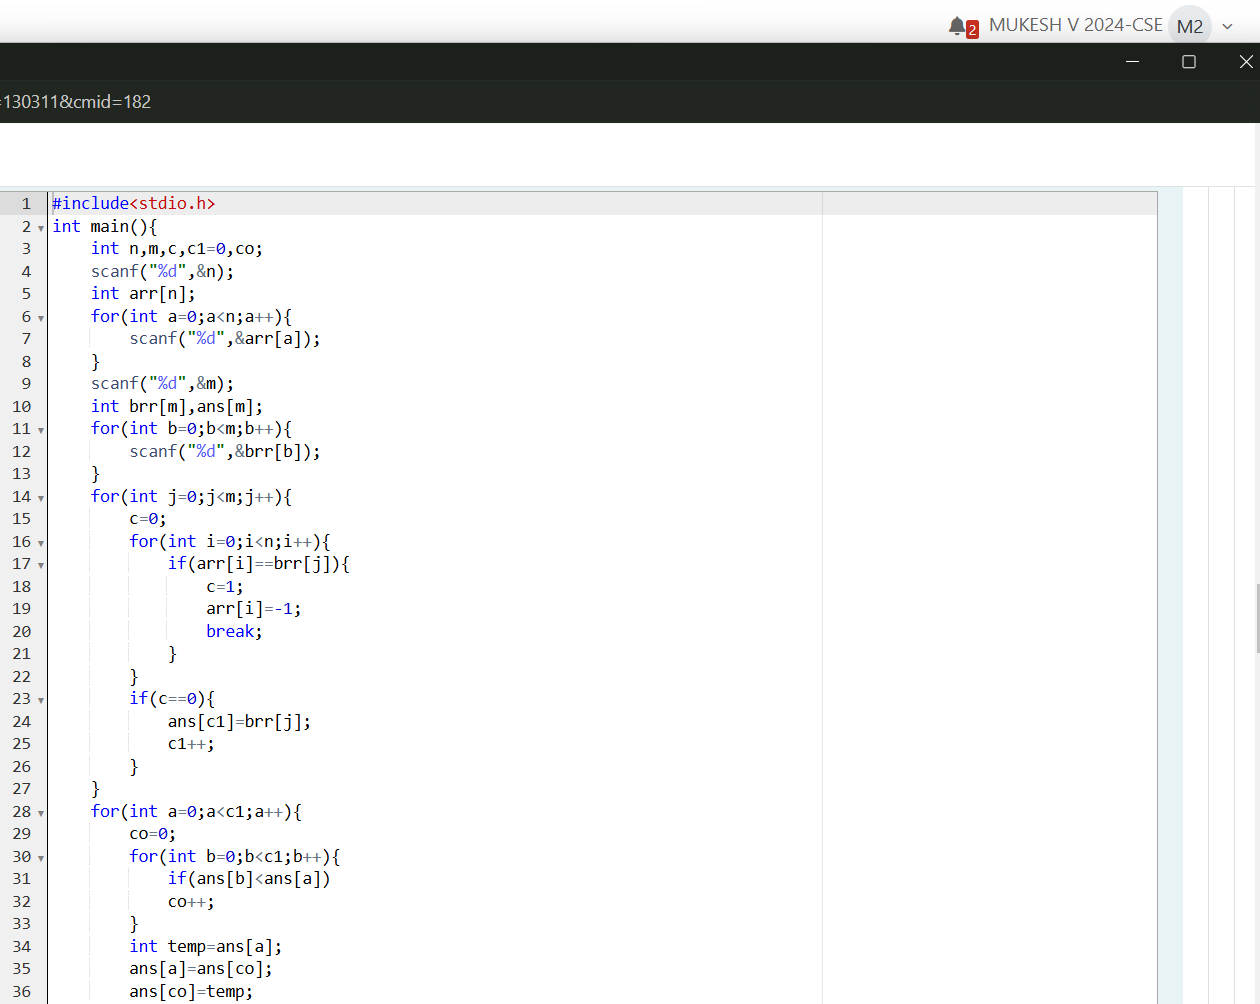 2 MUKESH V 2024-CSE M2
=130311&cmid=182
1 #include<stdio.h>
2 int main(){
3 int n,m,c,c1=0,co;
4 scanf("%d",&n);
5 int arr[n];
6 for(int a=0;a<n;a++){
7 scanf("%d",&arr[a]);
8 }
9 scanf("%d",&m);
10 int brr[m],ans[m];
11 for(int b=0;b<m;b++){
12 scanf("%d",&brr[b]);
13 }
14 for(int j=0;j<m;j++){
15 c=0;
16 for(int i=0;i<n;i++){
17 if(arr[i]==brr[j]){
18 c=1;
19 arr[i]=-1;
20 break;
21 }
22 }
23 if(c==0){
24 ans[c1]=brr[j];
25 c1++;
26 }
27 }
28 for(int a=0;a<c1;a++){
29 co=0;
30 for(int b=0;b<c1;b++){
31 if(ans[b]<ans[a])
32 co++;
33 }
34 int temp=ans[a];
35 ans[a]=ans[co];
36 ans[co]=temp;